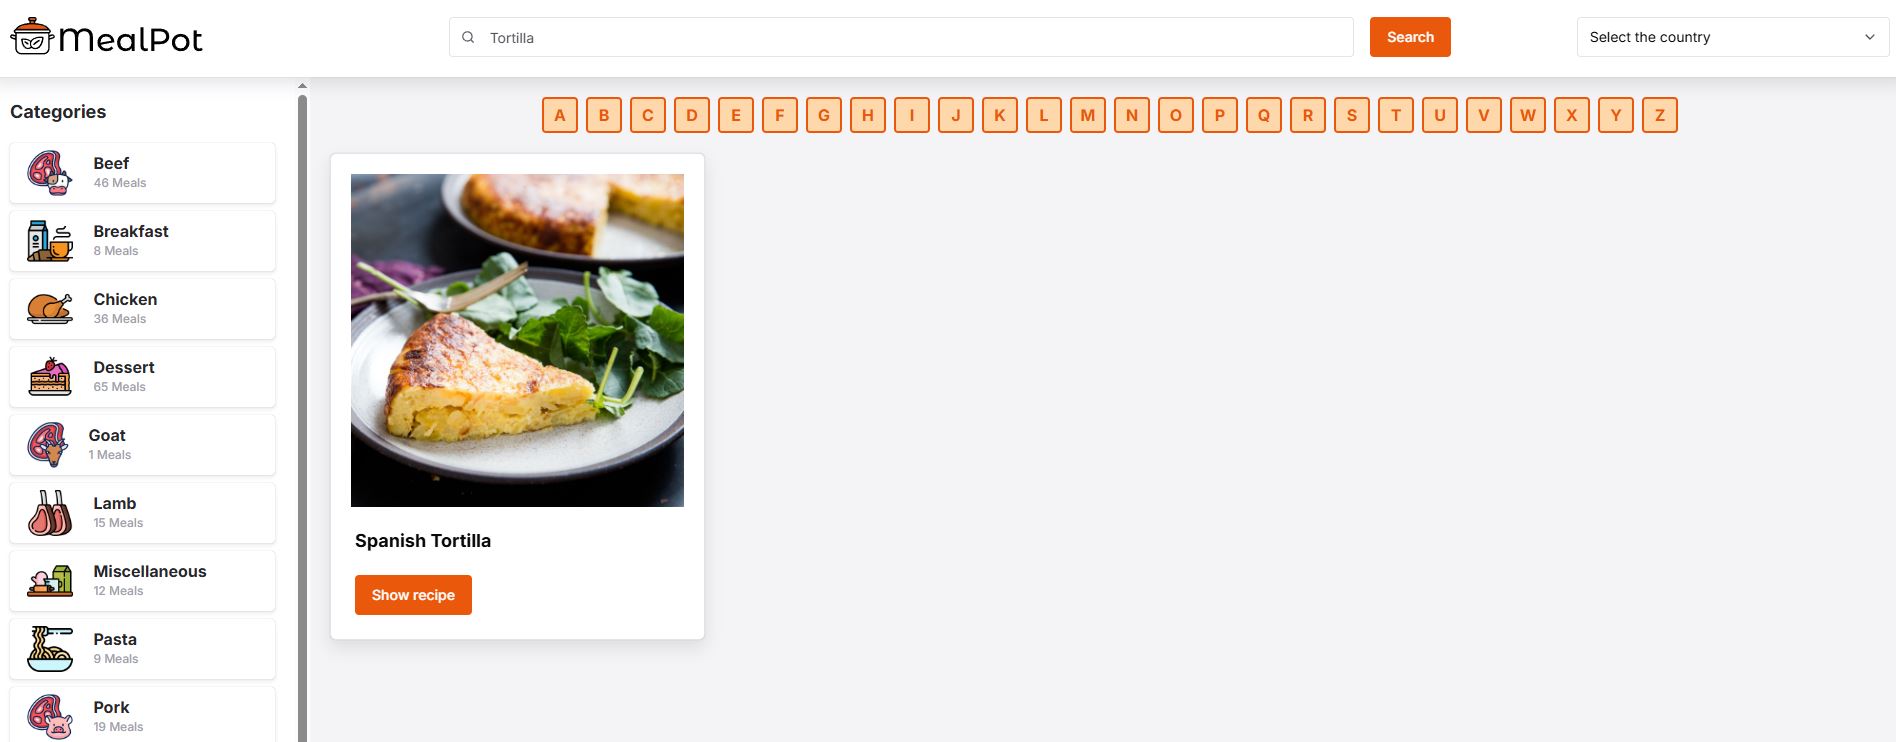 MealPot
Tortilla
Search
Select the country
Categories
Beef
46 Meals
Breakfast
8 Meals
Chicken
36 Meals
Dessert
65 Meals
Goat
1 Meals
Lamb
15 Meals
Miscellaneous
12 Meals
Pasta
9 Meals
Pork
19 Meals
A B C D E F G H I J K L M N O P Q R S T U V W X Y Z
Spanish Tortilla
Show recipe